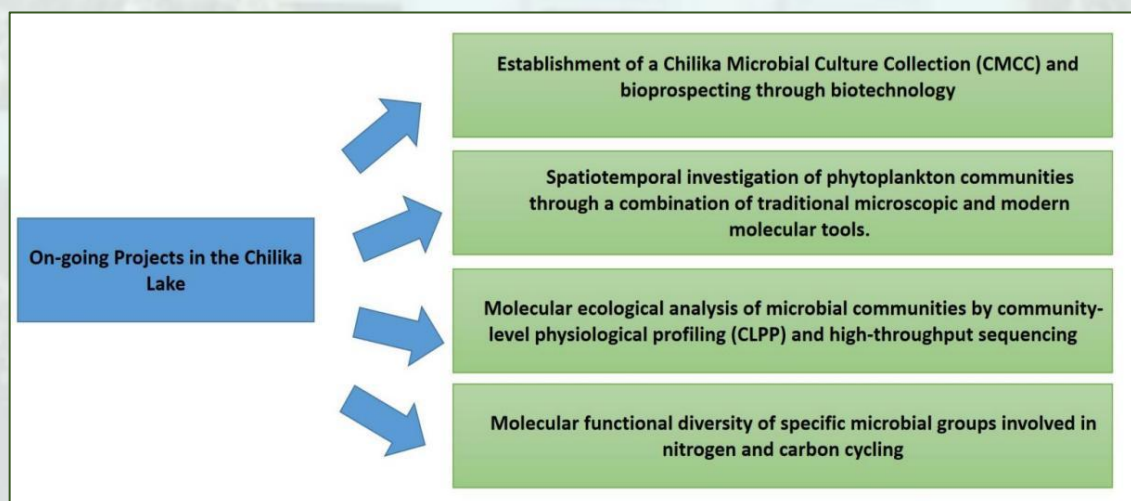 On-going Projects in the Chilika
Lake
Establishment of a Chilika Microbial Culture Collection (CMCC) and
bioprospecting through biotechnology
Spatiotemporal investigation of phytoplankton communities
through a combination of traditional microscopic and modern
molecular tools.
Molecular ecological analysis of microbial communities by community-
level physiological profiling (CLPP) and high-throughput sequencing
Molecular functional diversity of specific microbial groups involved in
nitrogen and carbon cycling